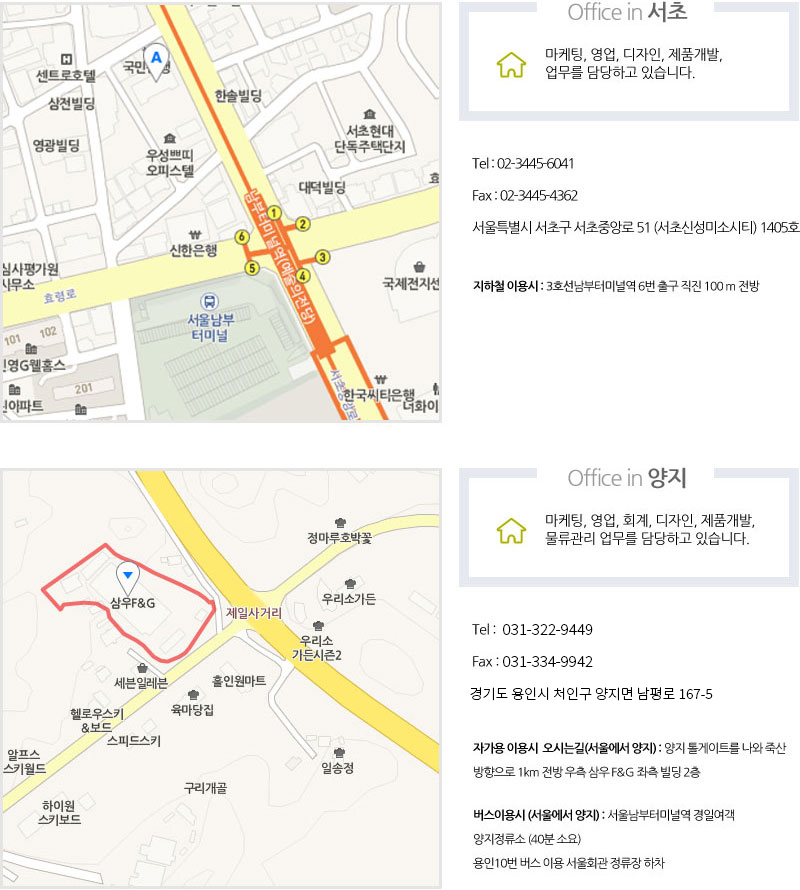 Office in 서초
마케팅, 영업, 디자인, 제품개발,
업무를 담당하고 있습니다.
Tel : 02-3445-6041
Fax : 02-3445-4362
서울특별시 서초구 서초중앙로 51 (서초신성미소시티) 1405호
지하철 이용시 : 3호선남부터미널역 6번 출구 직진 100 m 전방
A
센트로호텔
삼전빌딩
한솔빌딩
영광빌딩
우성쁘띠
오피스텔
서초현대
단독주택단지
대덕빌딩
남부터미널역(예술의전당)
1
2
3
4
5
6
신한은행
심사평가원
사무소
효령로
국제전자센
서울남부
터미널
101
102
진영G웰홈스
201
한국씨티은행
Office in 양지
마케팅, 영업, 회계, 디자인, 제품개발,
물류관리 업무를 담당하고 있습니다.
Tel : 031-322-9449
Fax : 031-334-9942
경기도 용인시 처인구 양지면 남평로 167-5
자가용 이용시 오시는길(서울에서 양지) : 양지 톨게이트를 나와 죽산
방향으로 1km 전방 우측 삼우 F&G 좌측 빌딩 2층
버스이용시 (서울에서 양지) : 서울남부터미널역 경일여객
양지정류소 (40분 소요)
용인10번 버스 이용 서울회관 정류장 하차
정마루호박꽃
삼우F&G
우리소가든
제일사거리
우리소
가든시즌2
세븐일레븐
홀인원마트
육마당집
헬로우스키
&보드
스피드스키
알프스
스키월드
일송정
구리개골
하이원
스키보드